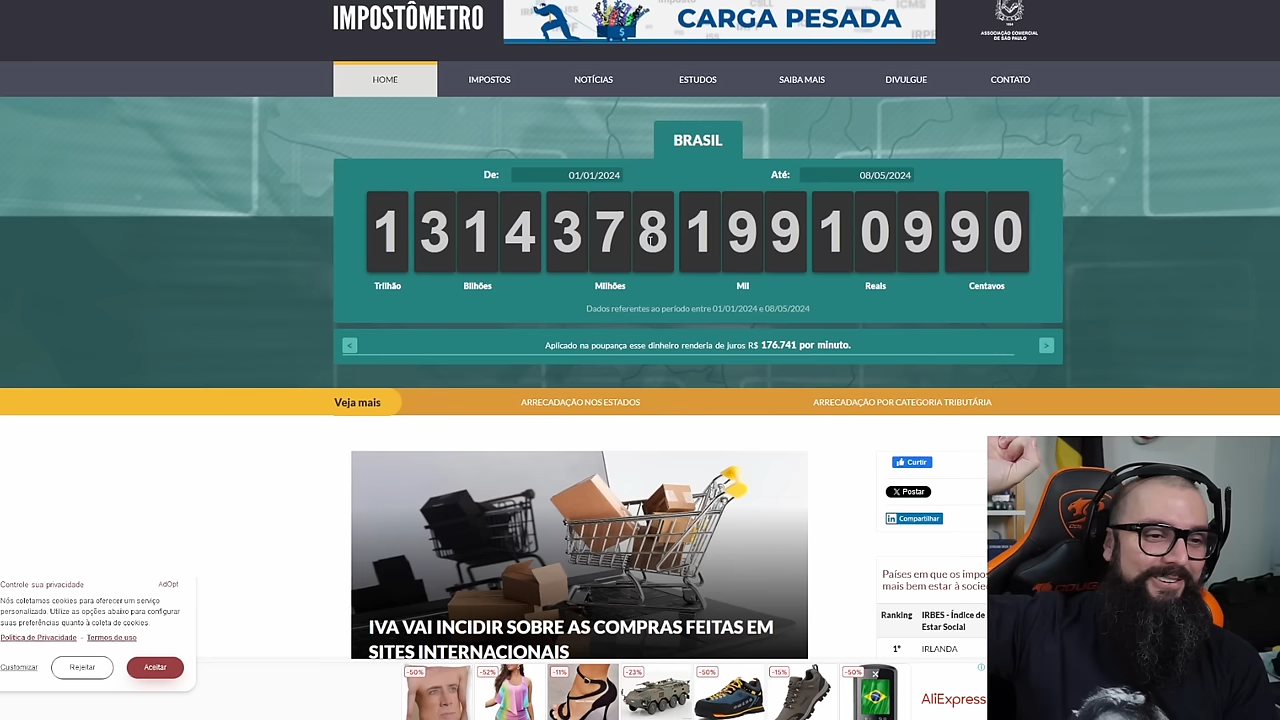 IMPOSTÔMETRO
CARGA PESADA
ICMS
ASSOCIAÇÃO COMERCIAL
DE SÃO PAULO
HOME
IMPOSTOS
NOTÍCIAS
ESTUDOS
SAIBA MAIS
DIVULGUE
CONTATO
BRASIL
De: 01/01/2024
Até: 08/05/2024
1 314 378 199 109 90
Trilhão Bilhões Milhões Mil Reais Centavos
Dados referentes ao período entre 01/01/2024 e 08/05/2024
< Aplicado na poupança esse dinheiro renderia de juros R$ 176.741 por minuto. >
Veja mais
ARRECADAÇÃO NOS ESTADOS
ARRECADAÇÃO POR CATEGORIA TRIBUTÁRIA
IVA VAI INCIDIR SOBRE AS COMPRAS FEITAS EM
SITES INTERNACIONAIS
Curtir
X Postar
in Compartilhar
Países em que os impos
mais bem estar à socie
Ranking
IRBES - Índice de
Estar Social
1º IRLANDA
Controle sua privacidade
AdOpt
Nós coletamos cookies para oferecer um serviço
personalizado. Utilize as opções abaixo para configurar
suas preferências quanto à coleta de cookies.
Política de Privacidade - Termos de uso
Customizar
Rejeitar
Aceitar
-50%
-52%
-11%
-23%
-50%
-15%
-50%
AliExpress
COUGAR